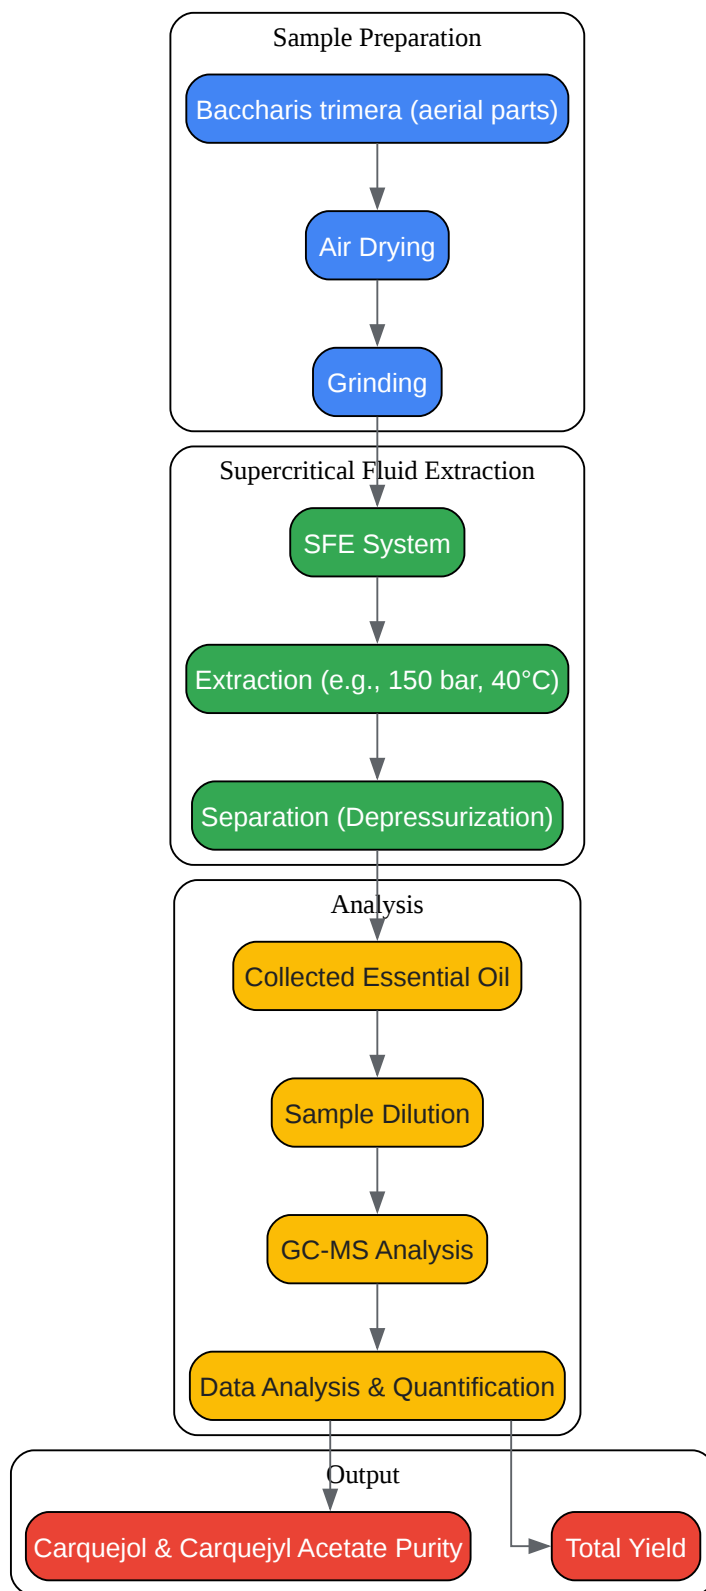 Sample Preparation
Baccharis trimera (aerial parts)
Air Drying
Grinding
Supercritical Fluid Extraction
SFE System
Extraction (e.g., 150 bar, 40°C)
Separation (Depressurization)
Analysis
Collected Essential Oil
Sample Dilution
GC-MS Analysis
Data Analysis & Quantification
Output
Carquejol & Carquejyl Acetate Purity
Total Yield